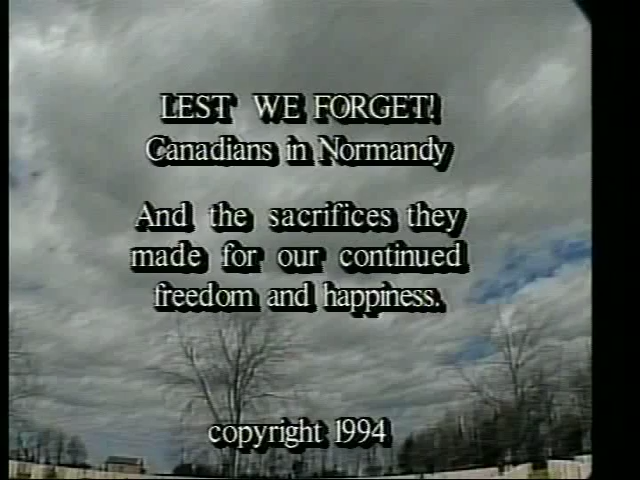 LEST WE FORGET!
Canadians in Normandy
And the sacrifices they
made for our continued
freedom and happiness.
copyright 1994